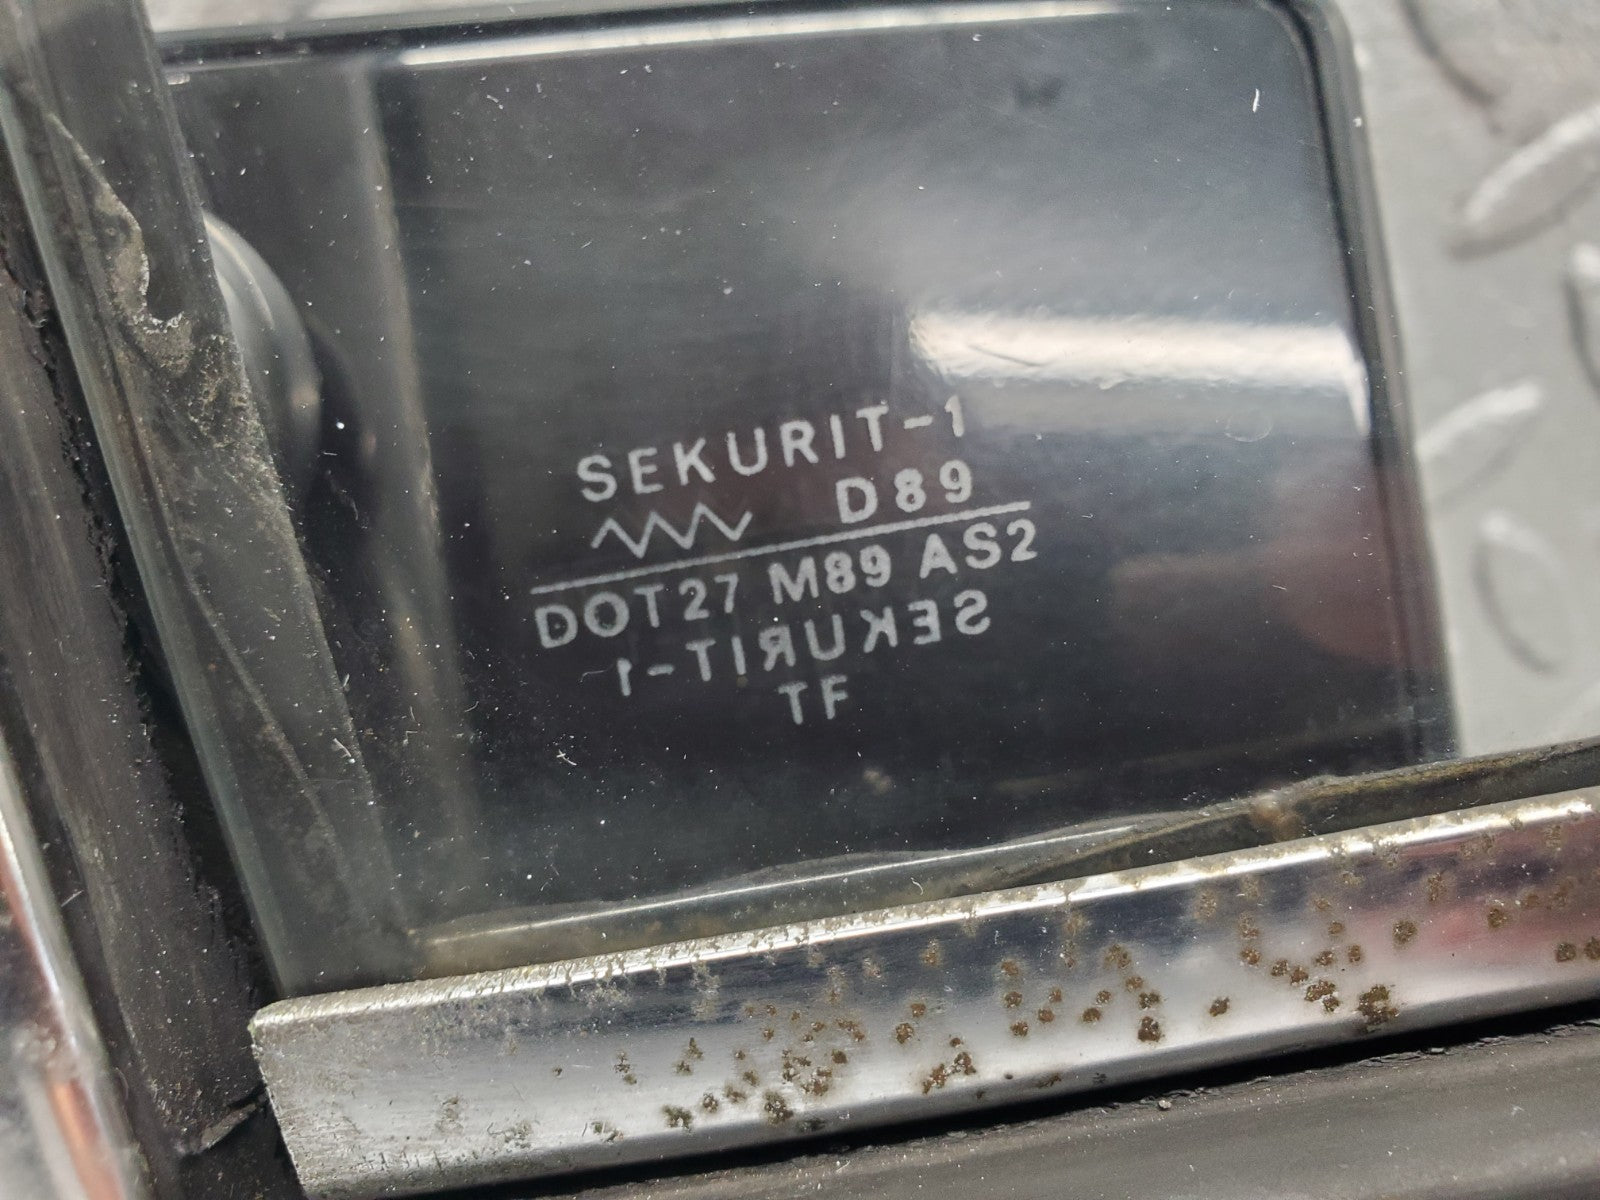 SEKURIT-1
D89
DOT27 M89 AS2
SEKURIT-1
TF